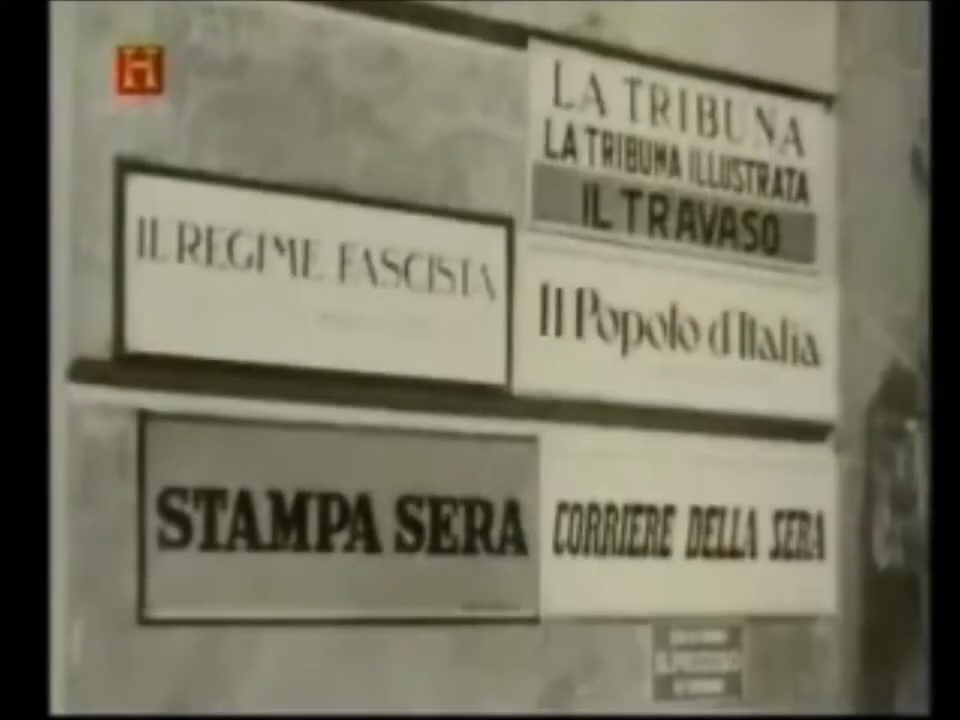 H
LA TRIBUNA
LA TRIBUNA ILLUSTRATA
IL TRAVASO
IL REGIME FASCISTA
Il Popolo d'Italia
STAMPA SERA
CORRIERE DELLA SERA